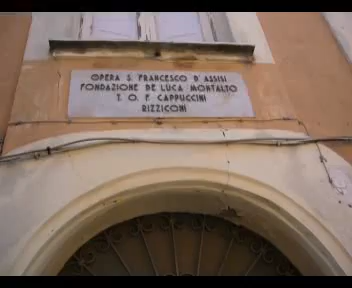 OPERA S. FRANCESCO D'ASSISI
FONDAZIONE DE LUCA MONTALTO
T. O. F. CAPPUCCINI
RIZZICONI